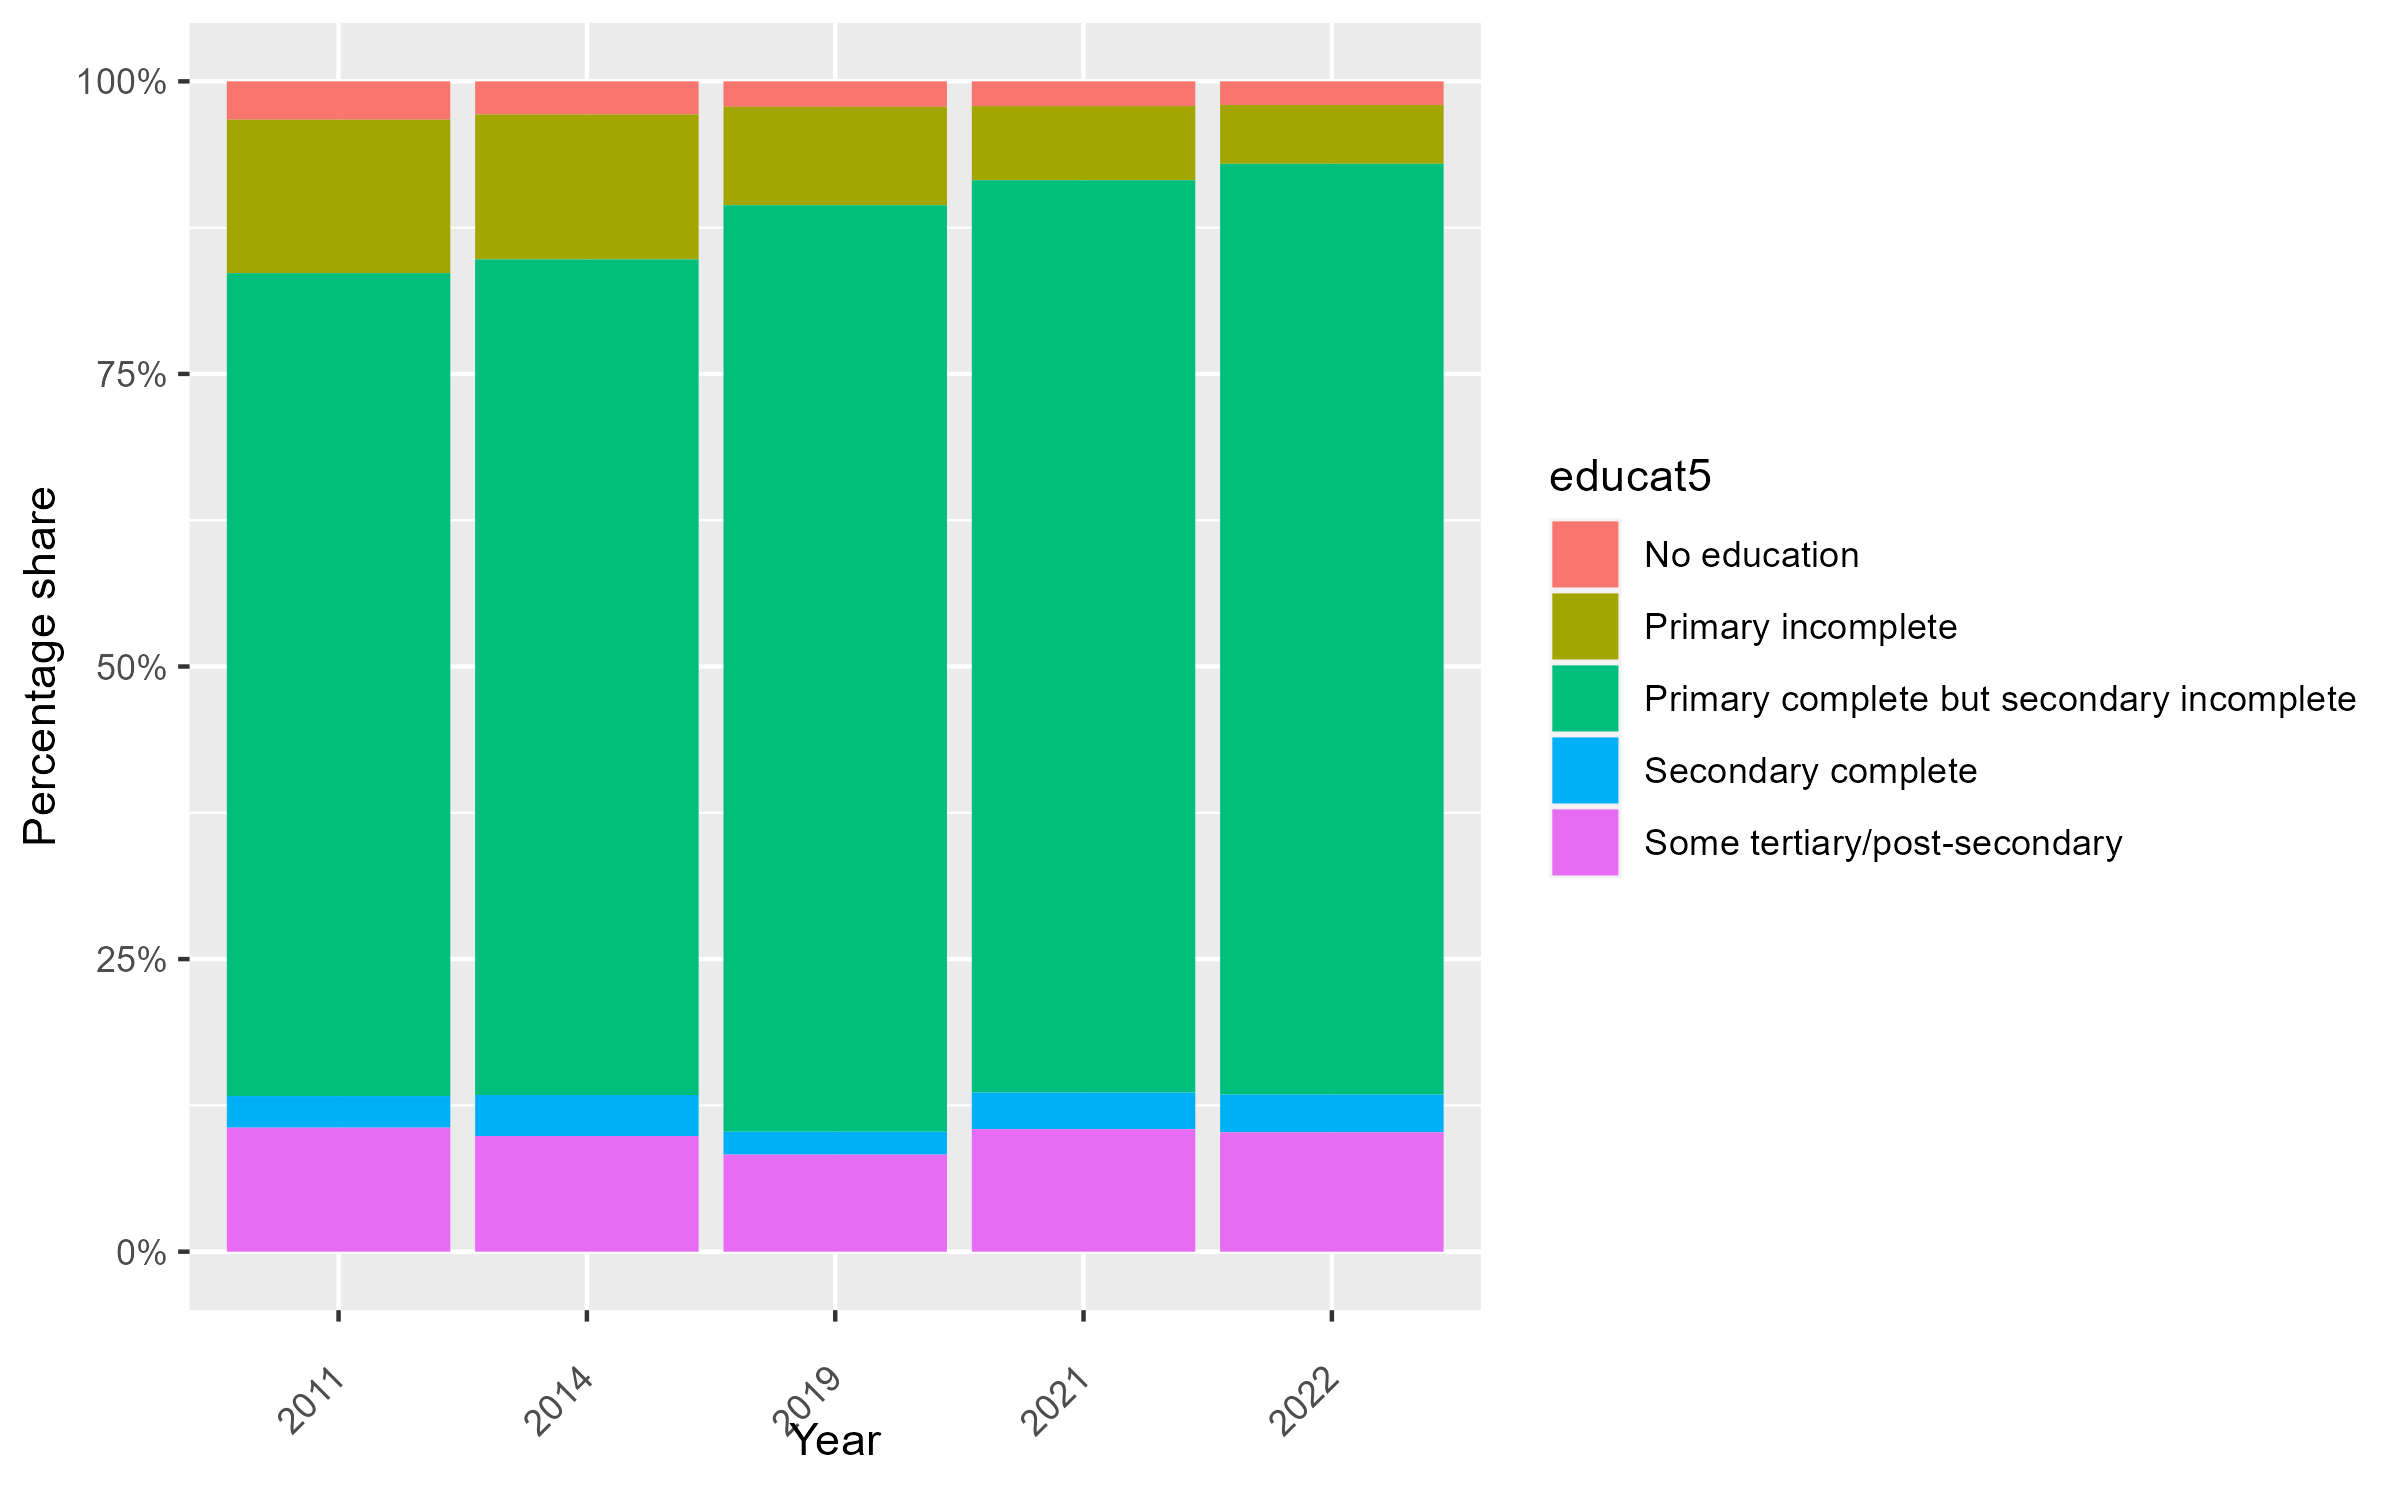 100%
75%
50%
25%
0%
Percentage share
2011
2014
2019
2021
2022
Year
educat5
No education
Primary incomplete
Primary complete but secondary incomplete
Secondary complete
Some tertiary/post-secondary